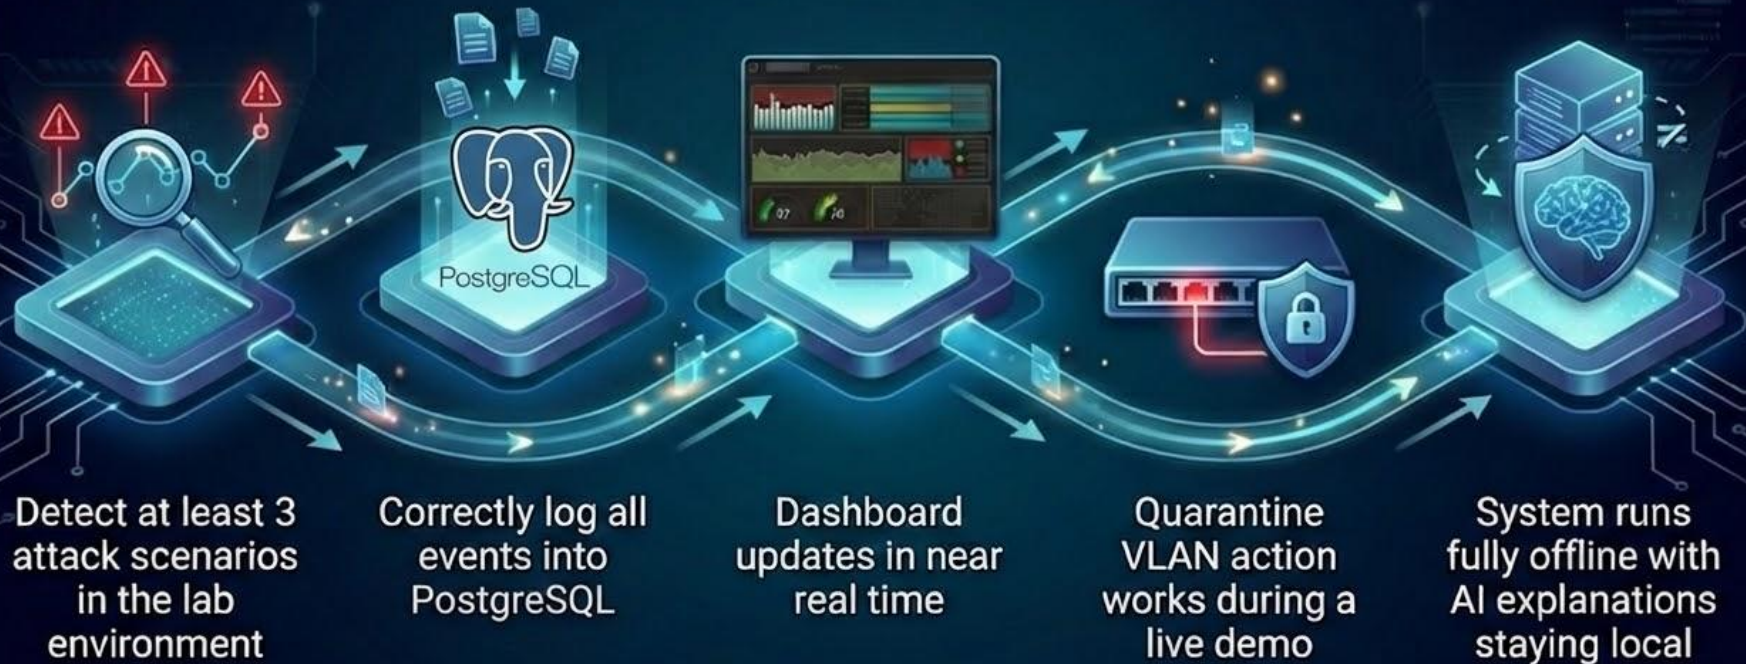 PostgreSQL
Detect at least 3
attack scenarios
in the lab
environment
Correctly log all
events into
PostgreSQL
Dashboard
updates in near
real time
Quarantine
VLAN action
works during a
live demo
System runs
fully offline with
AI explanations
staying local